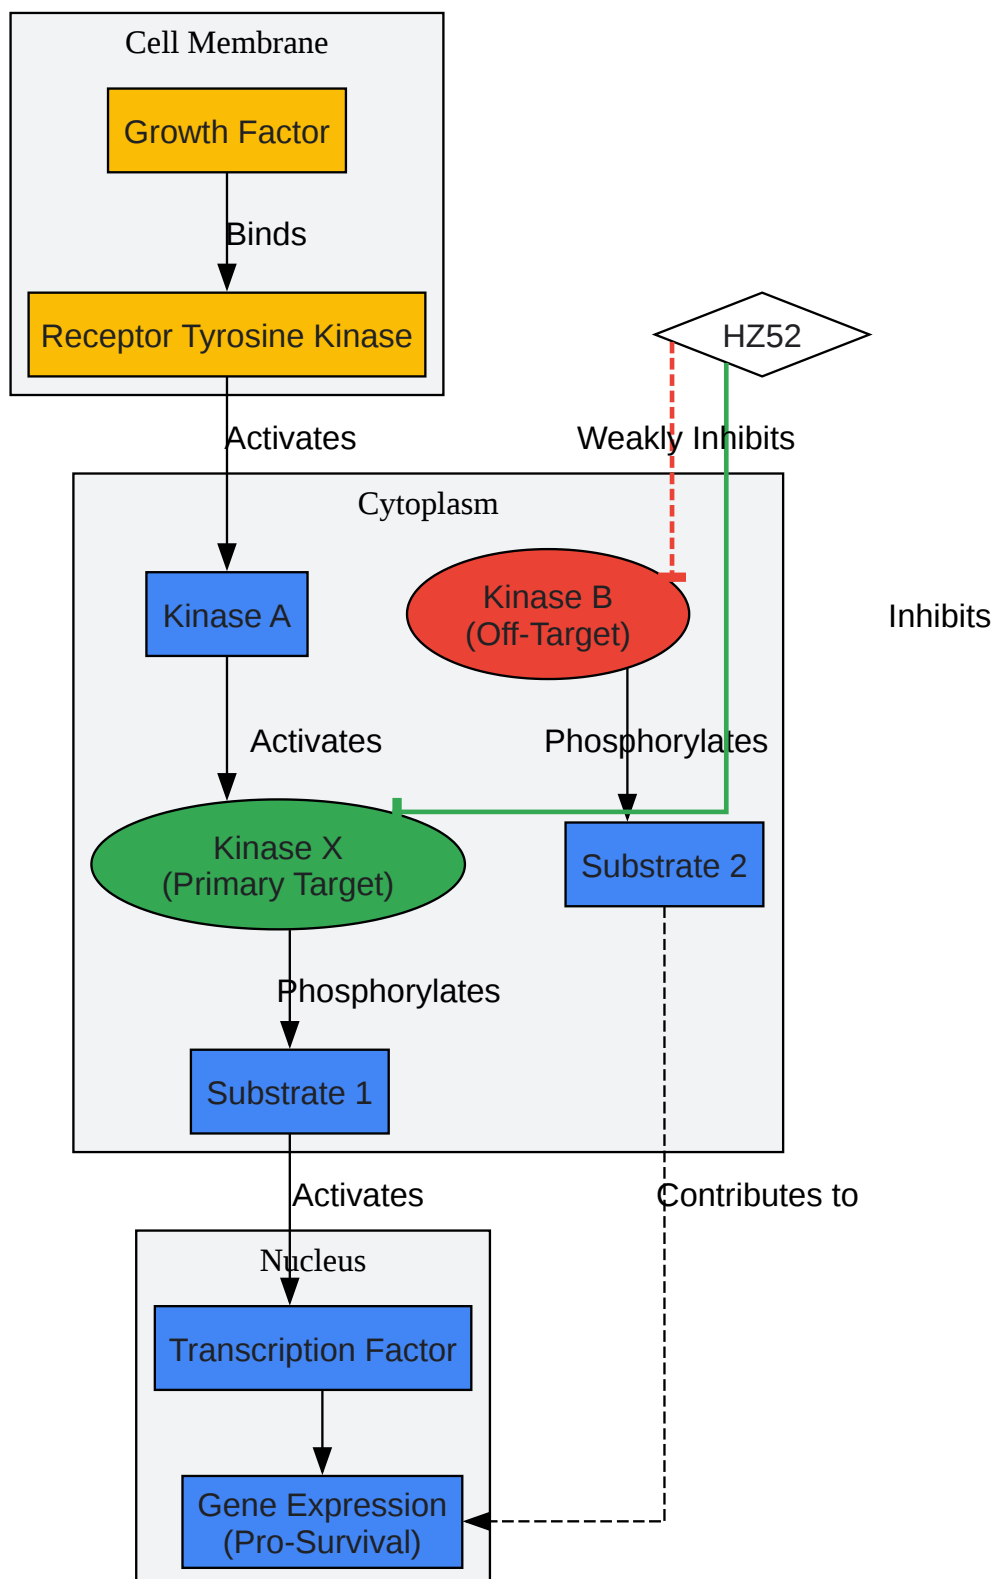 Cell Membrane
Growth Factor
Binds
Receptor Tyrosine Kinase
HZ52
Activates
Weakly Inhibits
Cytoplasm
Kinase A
Kinase B
(Off-Target)
Inhibits
Activates
Phosphorylates
Kinase X
(Primary Target)
Substrate 2
Phosphorylates
Substrate 1
Activates
Contributes to
Nucleus
Transcription Factor
Gene Expression
(Pro-Survival)